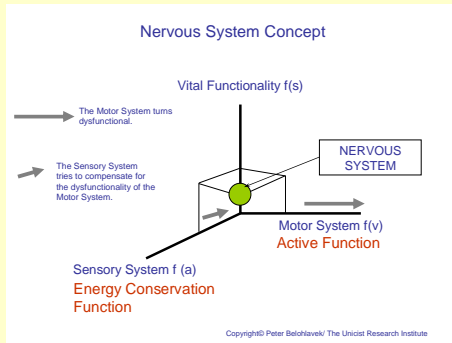 Nervous System Concept
Vital Functionality f(s)
The Motor System turns
dysfunctional.
The Sensory System
tries to compensate for
the dysfunctionality of the
Motor System.
NERVOUS
SYSTEM
Motor System f(v)
Active Function
Sensory System f (a)
Energy Conservation
Function
Copyright© Peter Belohlavek/ The Unicist Research Institute